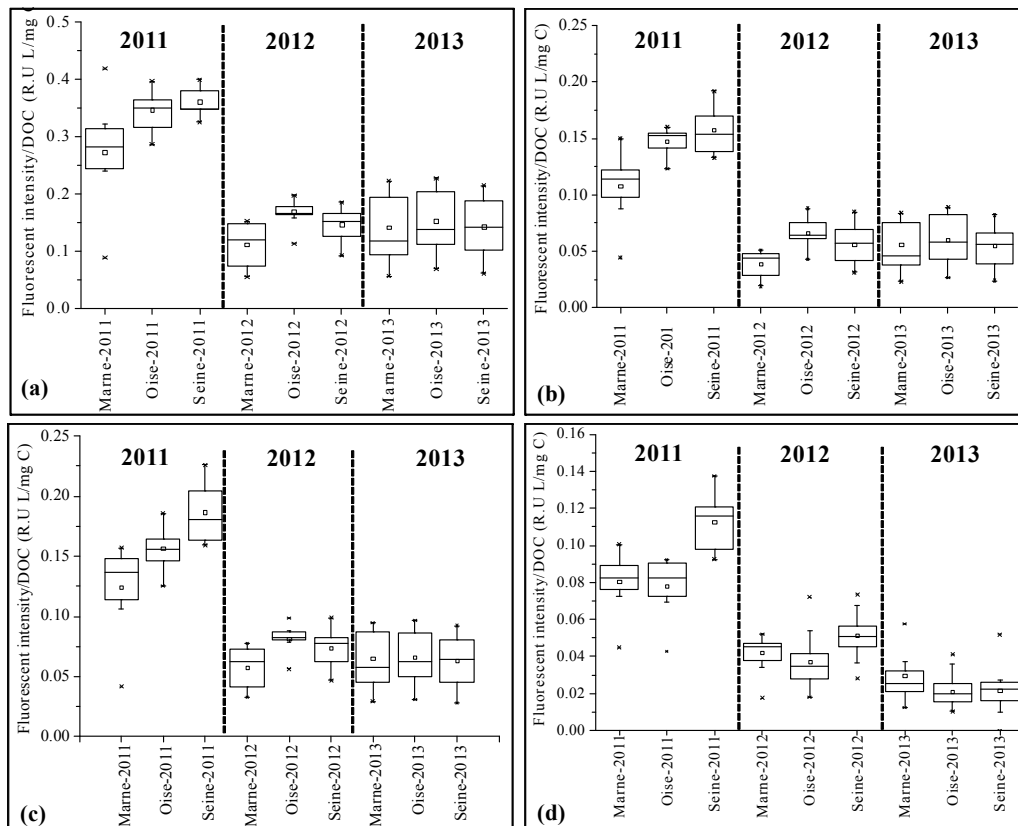 Fluorescent intensity/DOC (R.U L/mg C)
0.5
0.4
0.3
0.2
0.1
0.0
2011
2012
2013
Marne-2011
Oise-2011
Seine-2011
Marne-2012
Oise-2012
Seine-2012
Marne-2013
Oise-2013
Seine-2013
(a)
Fluorescent intensity/DOC (R.U L/mg C)
0.25
0.20
0.15
0.10
0.05
0.00
2011
2012
2013
Marne-2011
Oise-201
Seine-2011
Marne-2012
Oise-2012
Seine-2012
Marne-2013
Oise-2013
Seine-2013
(b)
Fluorescent intensity/DOC (R.U L/mg C)
0.25
0.20
0.15
0.10
0.05
0.00
2011
2012
2013
Marne-2011
Oise-2011
Seine-2011
Marne-2012
Oise-2012
Seine-2012
Marne-2013
Oise-2013
Seine-2013
(c)
Fluorescent intensity/DOC (R.U L/mg C)
0.16
0.14
0.12
0.10
0.08
0.06
0.04
0.02
0.00
2011
2012
2013
Marne-2011
Oise-2011
Seine-2011
Marne-2012
Oise-2012
Seine-2012
Marne-2013
Oise-2013
Seine-2013
(d)